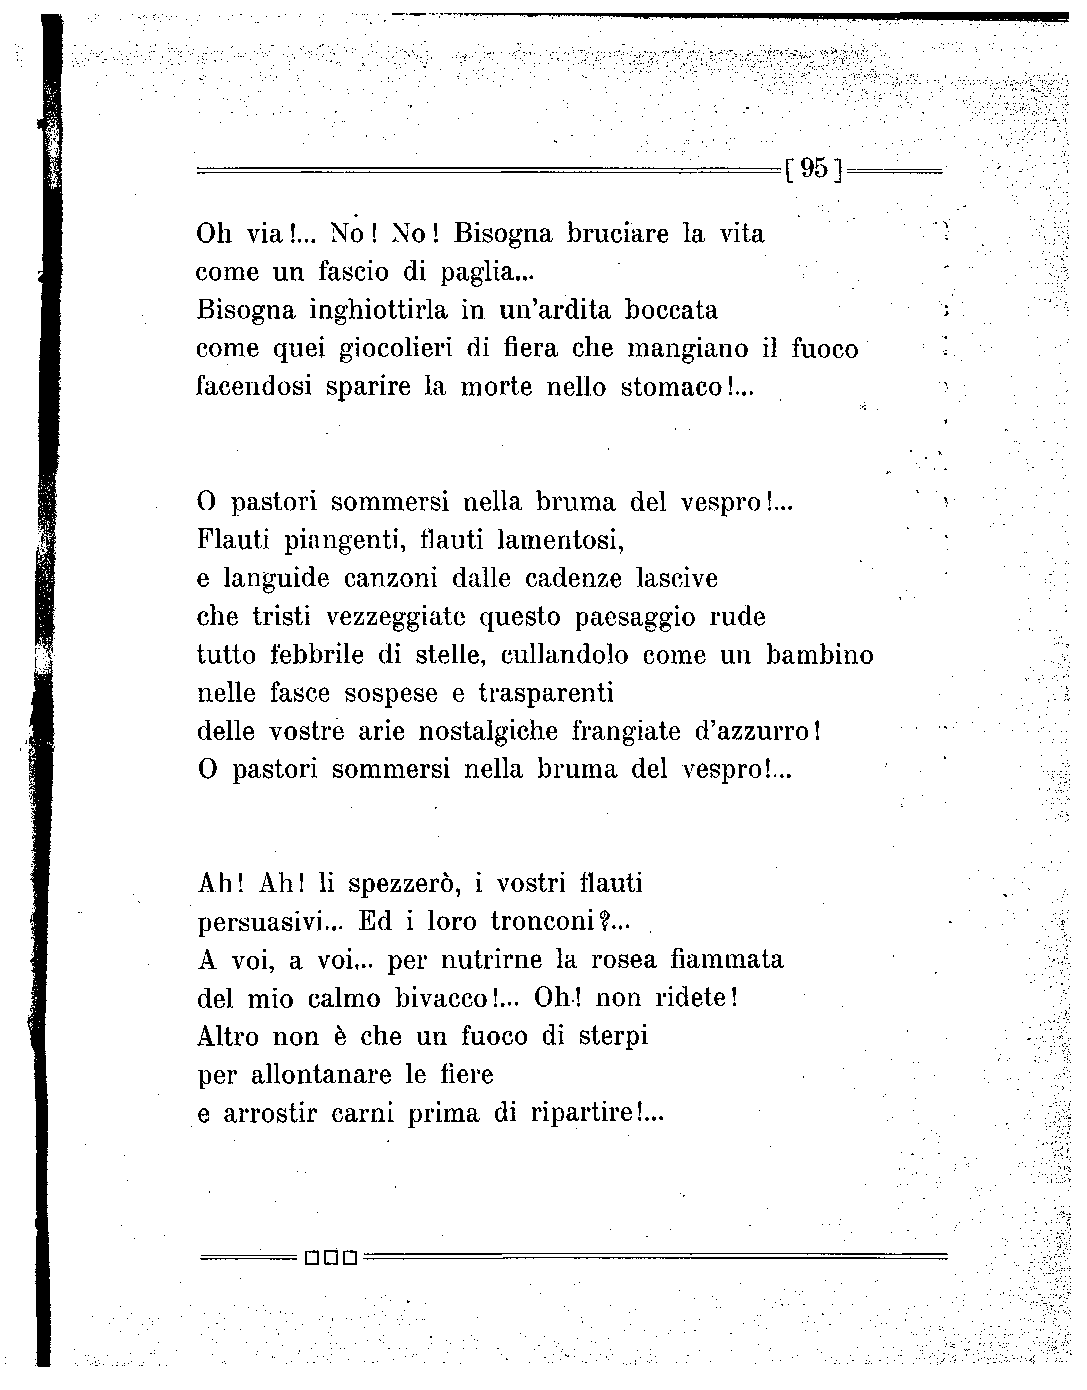 [ 95 ]
Oh via!... No! No! Bisogna bruciare la vita
come un fascio di paglia...
Bisogna inghiottirla in un'ardita boccata
come quei giocolieri di fiera che mangiano il fuoco
facendosi sparire la morte nello stomaco!...
O pastori sommersi nella bruma del vespro!...
Flauti piangenti, flauti lamentosi,
e languide canzoni dalle cadenze lascive
che tristi vezzeggiate questo paesaggio rude
tutto febbrile di stelle, cullandolo come un bambino
nelle fasce sospese e trasparenti
delle vostre arie nostalgiche frangiate d'azzurro!
O pastori sommersi nella bruma del vespro!...
Ah! Ah! li spezzerò, i vostri flauti
persuasivi... Ed i loro tronconi?...
A voi, a voi... per nutrirne la rosea fiammata
del mio calmo bivacco!... Oh! non ridete!
Altro non è che un fuoco di sterpi
per allontanare le fiere
e arrostir carni prima di ripartire!...